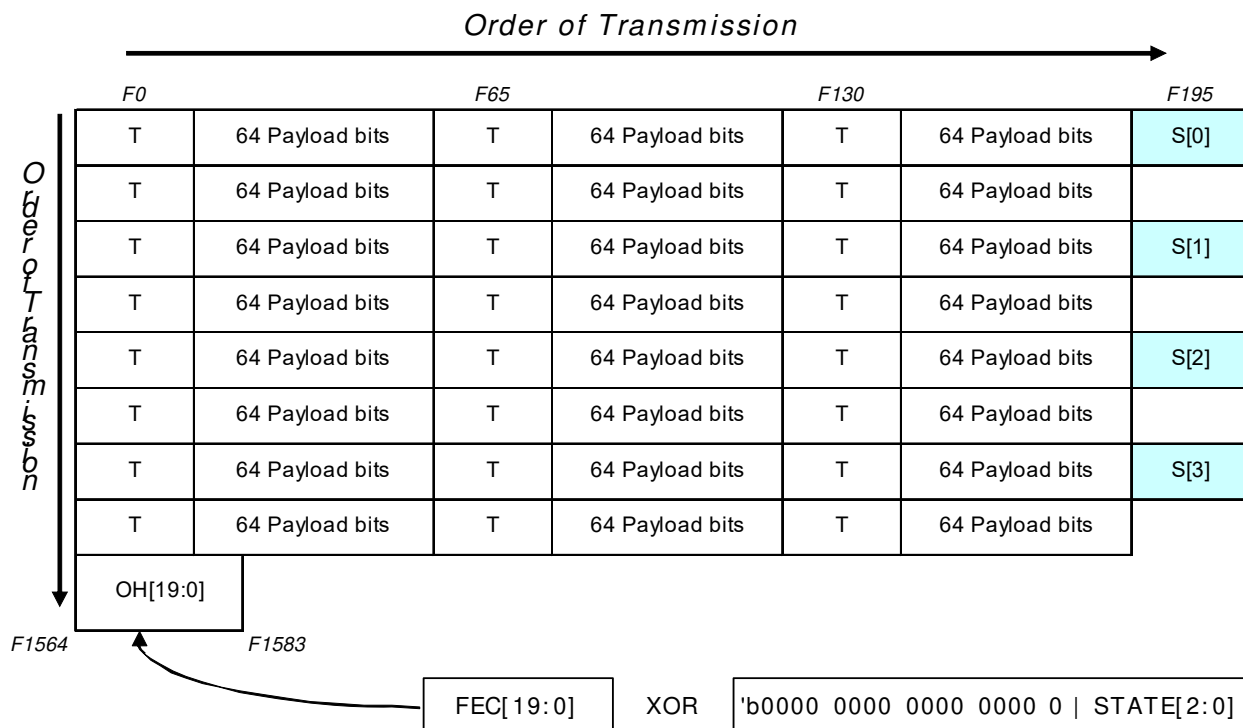 Order of Transmission
F0 F65 F130 F195
T 64 Payload bits T 64 Payload bits T 64 Payload bits S[0]
T 64 Payload bits T 64 Payload bits T 64 Payload bits
T 64 Payload bits T 64 Payload bits T 64 Payload bits S[1]
T 64 Payload bits T 64 Payload bits T 64 Payload bits
T 64 Payload bits T 64 Payload bits T 64 Payload bits S[2]
T 64 Payload bits T 64 Payload bits T 64 Payload bits
T 64 Payload bits T 64 Payload bits T 64 Payload bits S[3]
T 64 Payload bits T 64 Payload bits T 64 Payload bits
Order of Transmission
OH[19:0]
F1564 F1583
FEC[19:0] XOR 'b0000 0000 0000 0000 0 | STATE[2:0]